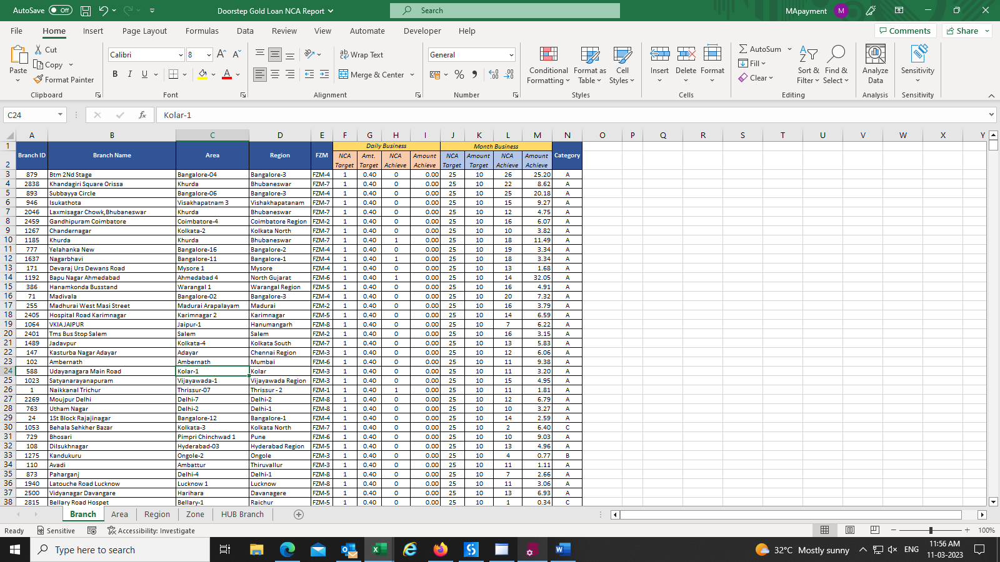 AutoSave Off Doorstep Gold Loan NCA Report Search MApayment M
File Home Insert Page Layout Formulas Data Review View Automate Developer Help Comments Share
Paste Cut Copy Format Painter Clipboard
Calibri 8 A A B I U A Font
Wrap Text Merge & Center Alignment
General % Number
Conditional Formatting Format as Table Cell Styles Styles
Insert Delete Format Cells
AutoSum Fill Clear Sort & Filter Find & Select Editing
Analyze Data Analysis
Sensitivity Sensitivity
C24 fx Kolar-1
A B C D E F G H I J K L M N O P Q R S T U V W X Y
1 Daily Business Month Business
2 Branch ID Branch Name Area Region FZM NCA Target Amt. Target NCA Achieve Amount Achieve NCA Target Amount Target NCA Achieve Amount Achieve Category
3 879 Btm 2Nd Stage Bangalore-04 Bangalore-3 FZM-4 1 0.40 0 0.00 25 10 26 25.20 A
4 2838 Khandagiri Square Orissa Khurda Bhubaneswar FZM-7 1 0.40 0 0.00 25 10 22 8.62 A
5 893 Subbayya Circle Bangalore-06 Bangalore-3 FZM-4 1 0.40 0 0.00 25 10 25 20.18 A
6 946 Isukathota Visakhapatnam 3 Vishakhapatanam FZM-7 1 0.40 0 0.00 25 10 15 9.27 A
7 2046 Laxmisagar Chowk,Bhubaneswar Khurda Bhubaneswar FZM-7 1 0.40 0 0.00 25 10 12 4.75 A
8 2459 Gandhipuram Coimbatore Coimbatore-4 Coimbatore Region FZM-2 1 0.40 0 0.00 25 10 16 6.07 A
9 1267 Chandernagar Kolkata-2 Kolkata North FZM-7 1 0.40 0 0.00 25 10 10 3.82 A
10 1185 Khurda Khurda Bhubaneswar FZM-7 1 0.40 1 0.00 25 10 18 11.49 A
11 777 Yelahanka New Bangalore-16 Bangalore-2 FZM-4 1 0.40 0 0.00 25 10 19 3.34 A
12 1637 Nagarbhavi Bangalore-11 Bangalore-1 FZM-4 1 0.40 1 0.00 25 10 18 3.34 A
13 171 Devaraj Urs Dewans Road Mysore 1 Mysore FZM-4 1 0.40 0 0.00 25 10 13 1.68 A
14 1192 Bapu Nagar Ahmedabad Ahmedabad 4 North Gujarat FZM-6 1 0.40 1 0.00 25 10 14 32.05 A
15 386 Hanamkonda Busstand Warangal 1 Warangal Region FZM-5 1 0.40 0 0.00 25 10 16 4.91 A
16 71 Madivala Bangalore-02 Bangalore-3 FZM-4 1 0.40 0 0.00 25 10 20 7.32 A
17 255 Madhurai West Masi Street Madurai Arapalayam Madurai FZM-2 1 0.40 0 0.00 25 10 16 3.79 A
18 2405 Hospital Road Karimnagar Karimnagar 2 Karimnagar FZM-5 1 0.40 0 0.00 25 10 14 6.59 A
19 1064 VKIAJAIPUR Jaipur-1 Hanumangarh FZM-8 1 0.40 0 0.00 25 10 7 6.22 A
20 2401 Tms Bus Stop Salem Salem Salem FZM-2 1 0.40 0 0.00 25 10 16 3.15 A
21 1489 Jadavpur Kolkata-4 Kolkata South FZM-7 1 0.40 0 0.00 25 10 13 5.83 A
22 147 Kasturba Nagar Adayar Adayar Chennai Region FZM-3 1 0.40 0 0.00 25 10 12 6.06 A
23 102 Ambernath Ambernath Mumbai FZM-6 1 0.40 0 0.00 25 10 11 9.38 A
24 588 Udayanagara Main Road Kolar-1 Kolar FZM-3 1 0.40 0 0.00 25 10 11 3.20 A
25 1023 Satyanarayanapuram Vijayawada-1 Vijayawada Region FZM-3 1 0.40 0 0.00 25 10 15 4.95 A
26 1 Naikkanal Trichur Thrissur-07 Thrissur - 2 FZM-1 1 0.40 1 0.00 25 10 11 1.81 A
27 2269 Moujpur Delhi Delhi-7 Delhi-2 FZM-8 1 0.40 0 0.00 25 10 12 6.79 A
28 763 Utham Nagar Delhi-2 Delhi-1 FZM-8 1 0.40 0 0.00 25 10 10 3.27 A
29 24 1St Block Rajajinagar Bangalore-12 Bangalore-1 FZM-4 1 0.40 0 0.00 25 10 14 2.59 A
30 1053 Behala Sehkher Bazar Kolkata-3 Kolkata North FZM-7 1 0.40 0 0.00 25 10 2 6.40 C
31 729 Bhosari Pimpri Chinchwad 1 Pune FZM-6 1 0.40 0 0.00 25 10 10 9.03 A
32 108 Dilsukhnagar Hyderabad-03 Hyderabad Region FZM-5 1 0.40 0 0.00 25 10 13 4.96 A
33 1275 Kandukuru Ongole-2 Ongole FZM-3 1 0.40 0 0.00 25 10 4 0.77 B
34 110 Avadi Ambattur Thiruvallur FZM-3 1 0.40 0 0.00 25 10 11 1.11 A
35 873 Paharganj Delhi-4 Delhi-1 FZM-8 1 0.40 0 0.00 25 10 7 2.66 A
36 1940 Latouche Road Lucknow Lucknow 1 Lucknow FZM-8 1 0.40 0 0.00 25 10 11 3.06 A
37 2500 Vidyanagar Davangare Harihara Davanagere FZM-5 1 0.40 0 0.00 25 10 13 6.93 A
38 2815 Bellary Road Hospet Bellary-1 Raichur FZM-5 1 0.40 0 0.00 25 10 1 0.34 C
Branch Area Region Zone HUB Branch
Ready Sensitive Accessibility: Investigate 100%
Type here to search 32°C Mostly sunny ENG 11:56 AM
11-03-2023